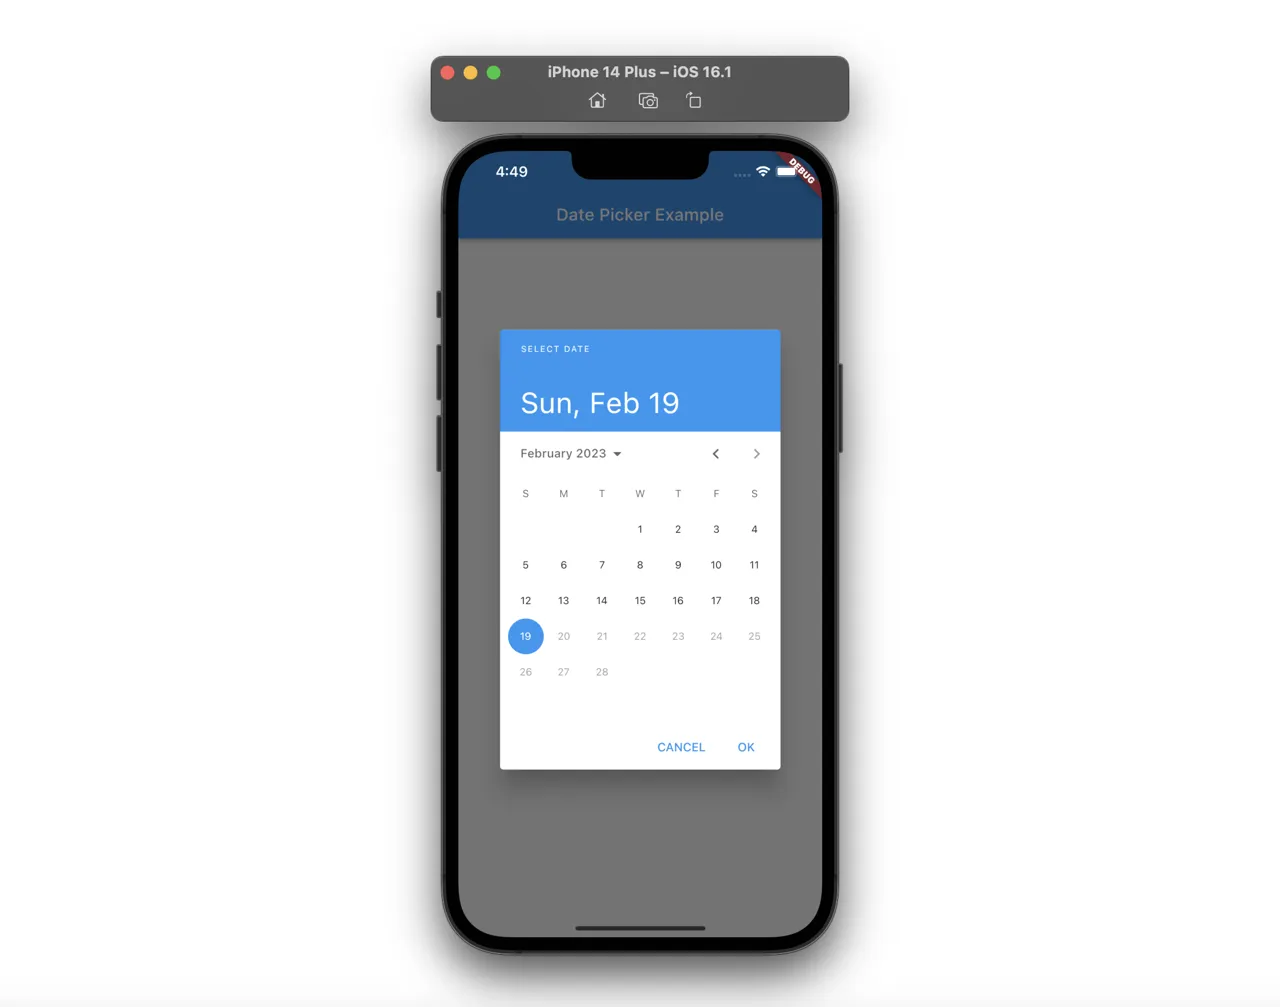 iPhone 14 Plus – iOS 16.1
4:49
DEBUG
Date Picker Example
SELECT DATE
Sun, Feb 19
February 2023
S M T W T F S
1 2 3 4
5 6 7 8 9 10 11
12 13 14 15 16 17 18
19 20 21 22 23 24 25
26 27 28
CANCEL OK